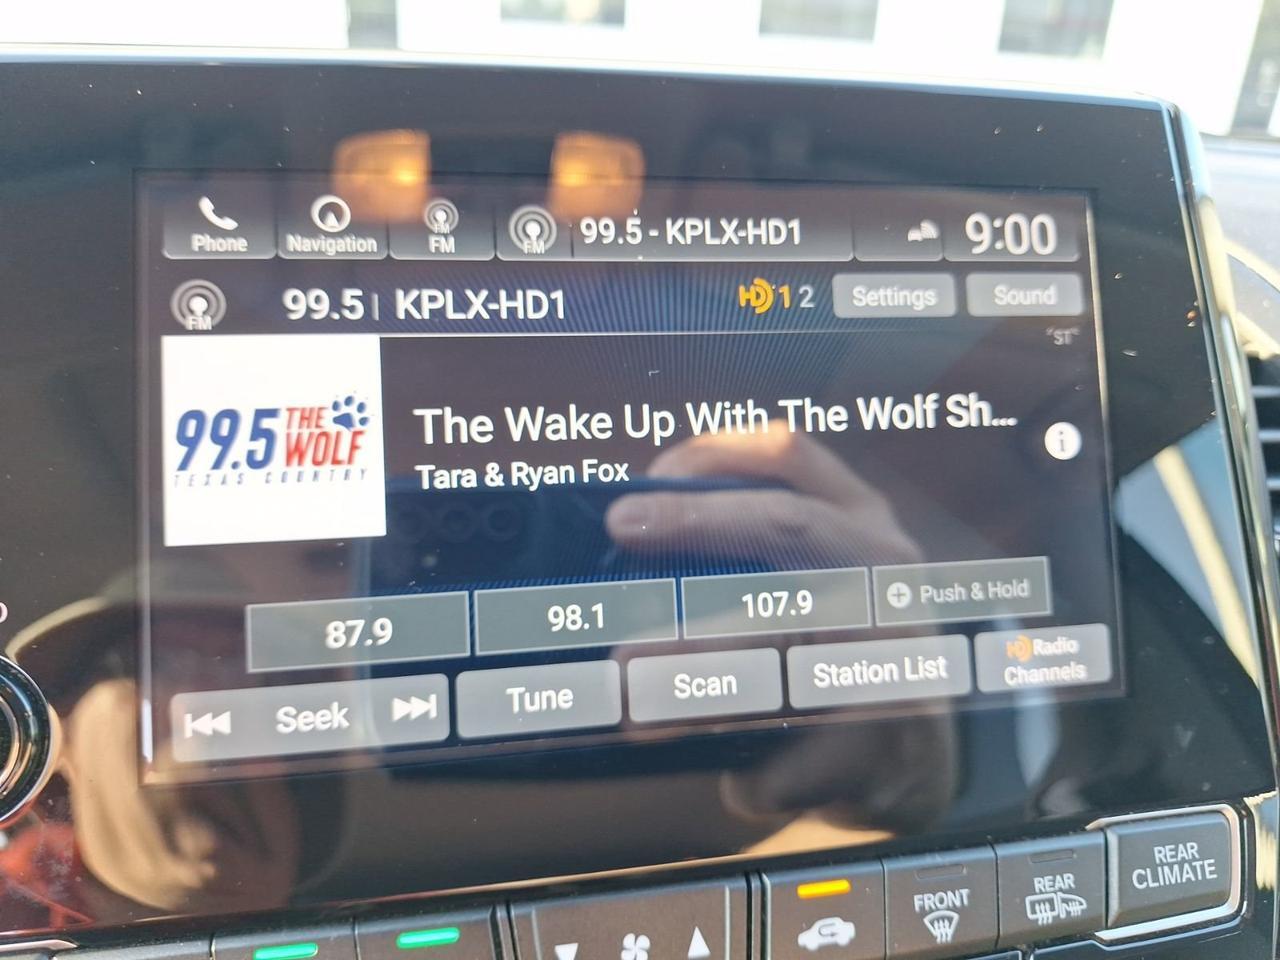 Phone
Navigation
FM
FM
99.5 - KPLX-HD1
9:00
FM
99.5 | KPLX-HD1
HD 1 2
Settings
Sound
"ST"
99.5 THE WOLF
TEXAS COUNTRY
The Wake Up With The Wolf Sh...
Tara & Ryan Fox
i
87.9
98.1
107.9
+ Push & Hold
Seek
Tune
Scan
Station List
HD Radio
Channels
FRONT
REAR
REAR
CLIMATE